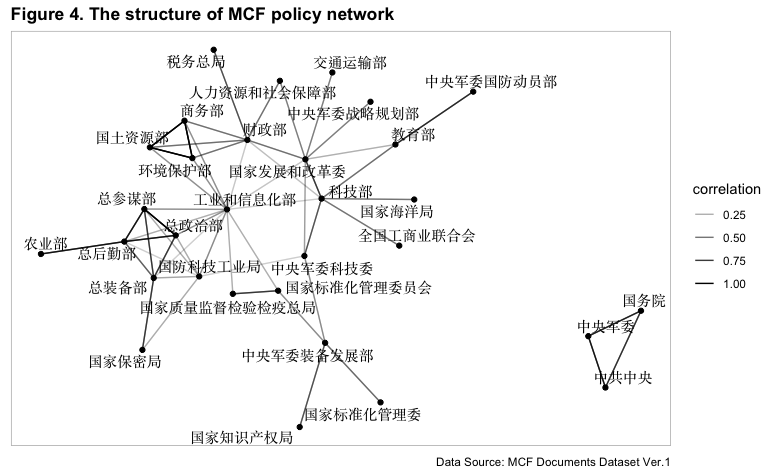 Figure 4. The structure of MCF policy network
税务总局
交通运输部
人力资源和社会保障部
中央军委国防动员部
商务部
中央军委战略规划部
国土资源部
财政部
教育部
环境保护部
国家发展和改革委
correlation
总参谋部
工业和信息化部
科技部
0.25
国家海洋局
总政治部
0.50
农业部
总后勤部
全国工商业联合会
0.75
国防科技工业局
中央军委科技委
总装备部
国家标准化管理委员会
1.00
国家质量监督检验检疫总局
国务院
中央军委
国家保密局
中央军委装备发展部
中共中央
国家标准化管理委
国家知识产权局
Data Source: MCF Documents Dataset Ver.1